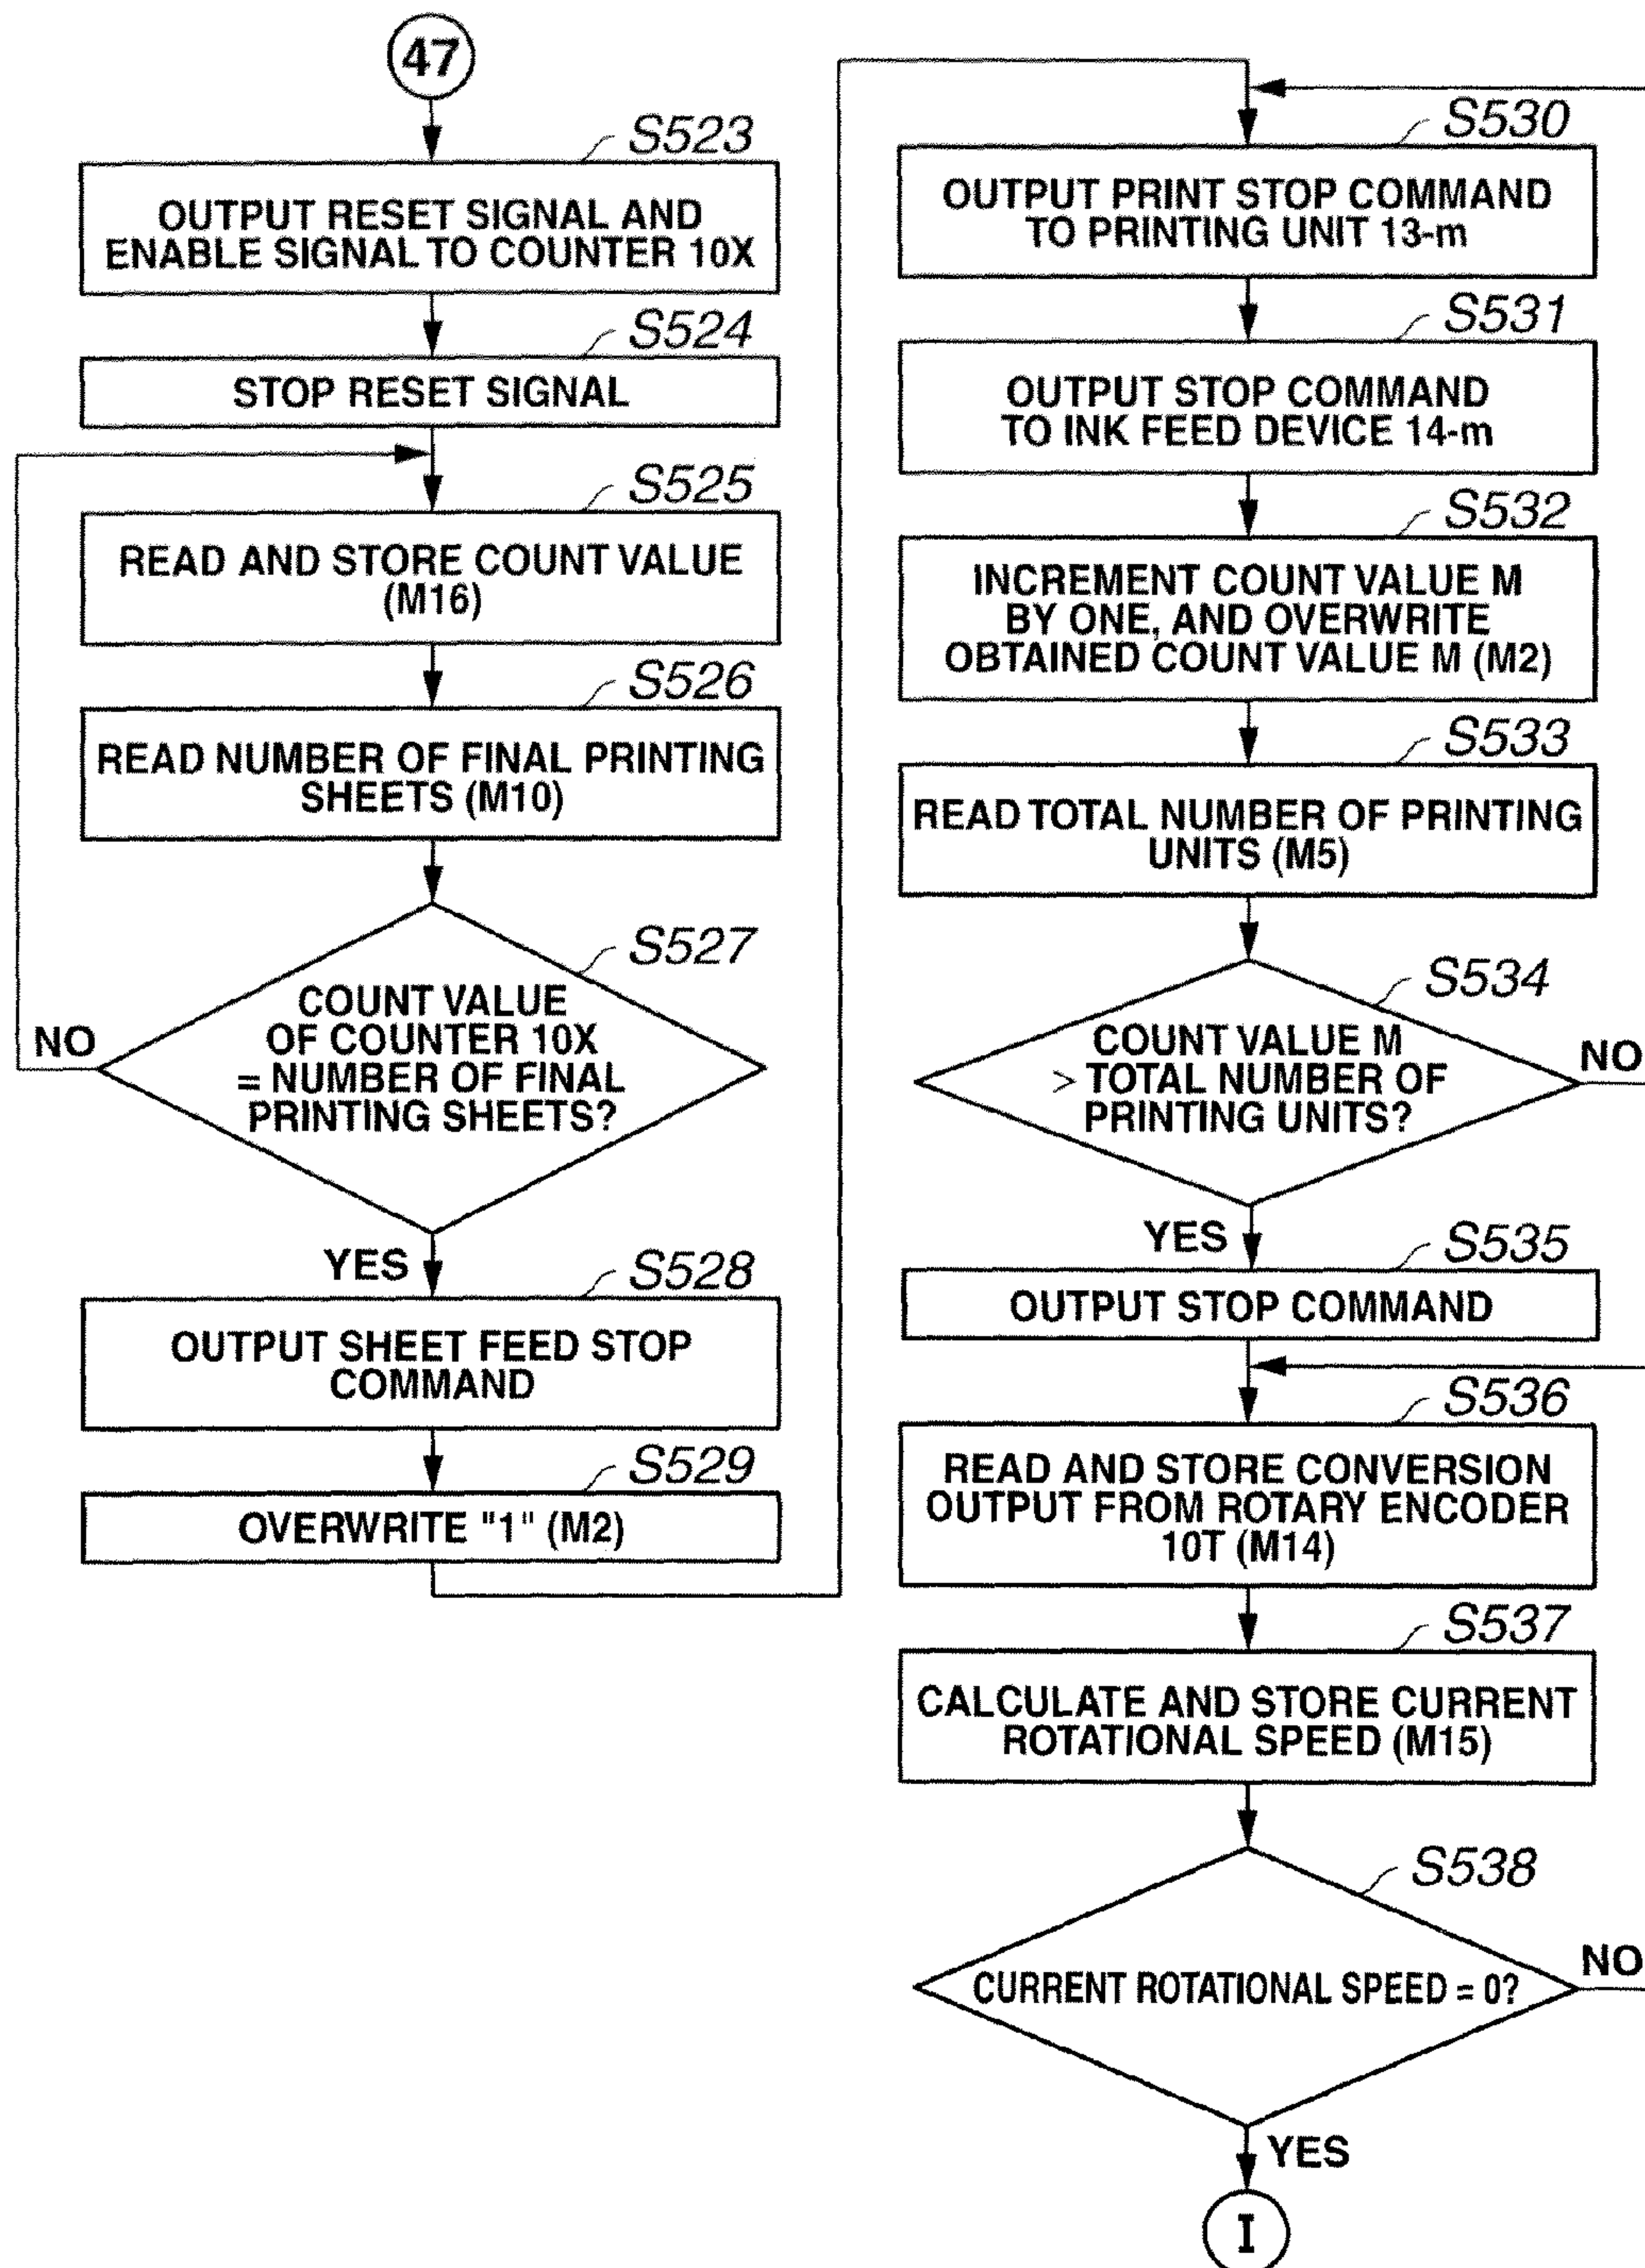 47
S523
OUTPUT RESET SIGNAL AND
ENABLE SIGNAL TO COUNTER 10X
S524
STOP RESET SIGNAL
S525
READ AND STORE COUNT VALUE
(M16)
S526
READ NUMBER OF FINAL PRINTING
SHEETS (M10)
S527
COUNT VALUE
OF COUNTER 10X
= NUMBER OF FINAL
PRINTING SHEETS?
NO
YES
S528
OUTPUT SHEET FEED STOP
COMMAND
S529
OVERWRITE "1" (M2)
S530
OUTPUT PRINT STOP COMMAND
TO PRINTING UNIT 13-m
S531
OUTPUT STOP COMMAND
TO INK FEED DEVICE 14-m
S532
INCREMENT COUNT VALUE M
BY ONE, AND OVERWRITE
OBTAINED COUNT VALUE M (M2)
S533
READ TOTAL NUMBER OF PRINTING
UNITS (M5)
S534
COUNT VALUE M
> TOTAL NUMBER OF
PRINTING UNITS?
NO
YES
S535
OUTPUT STOP COMMAND
S536
READ AND STORE CONVERSION
OUTPUT FROM ROTARY ENCODER
10T (M14)
S537
CALCULATE AND STORE CURRENT
ROTATIONAL SPEED (M15)
S538
CURRENT ROTATIONAL SPEED = 0?
NO
YES
I